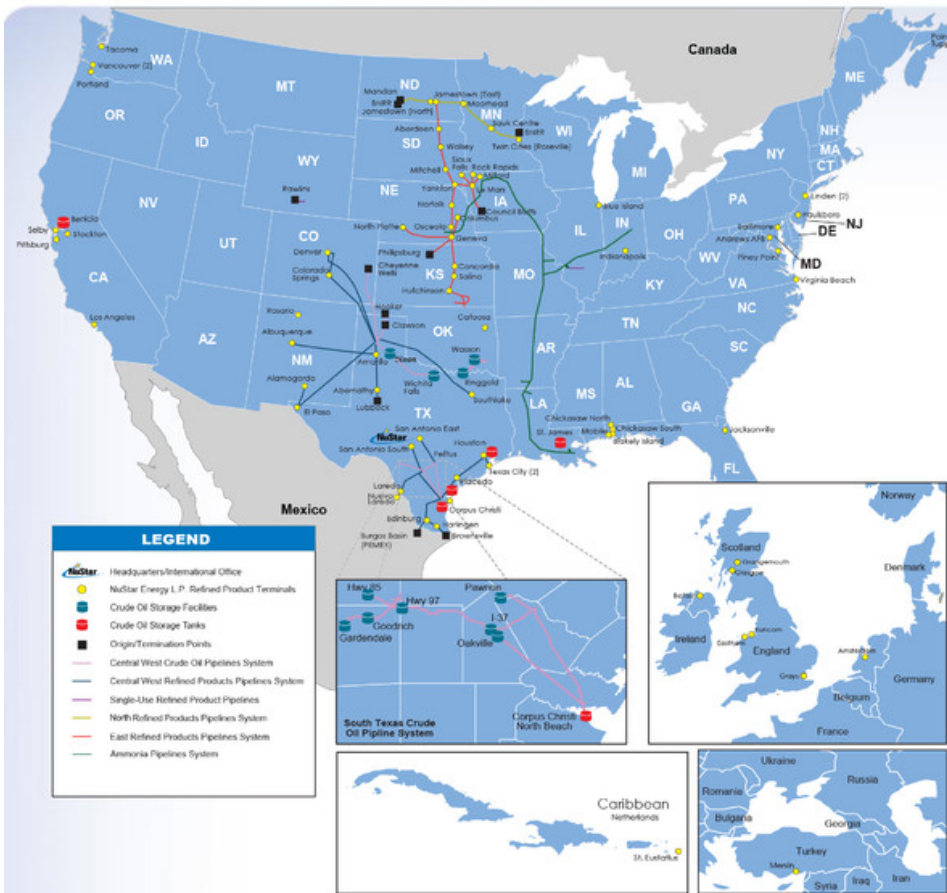 Canada
Tacoma
WA
Vancouver (2)
Portland
OR
MT
ID
WY
Rawlins
NV
UT
CO
CA
AZ
NM
ND
Mandan
BNRR
Jamestown (North)
Jamestown (East)
Moorhead
MN
Sauk Centre
BNRR
Twin Cities (Roseville)
WI
Aberdeen
SD
Wolsey
Mitchell
Sioux
Falls
Rock Rapids
Milford
Yankton
Le Mars
NE
Norfolk
IA
Council Bluffs
Columbus
North Platte
Osceola
Geneva
Phillipsburg
Cheyenne
Wells
KS
Concordia
Salina
Hutchinson
Benicia
Selby
Stockton
Pittsburg
Los Angeles
Denver
Colorado
Springs
Rosario
Albuquerque
Alamogordo
El Paso
Hooker
Clawson
OK
Catoosa
Amarillo
Dixon
Wasson
Abernathy
Lubbock
Wichita
Falls
Ringgold
Southlake
TX
MI
IL
IN
OH
MO
KY
WV
VA
TN
NC
SC
AR
MS
AL
GA
LA
FL
ME
NH
MA
CT
NY
PA
NJ
DE
MD
Blue Island
Indianapolis
Linden (2)
Paulsboro
Baltimore
Andrews AFB
Piney Point
Virginia Beach
Jacksonville
Chickasaw North
Chickasaw South
Mobile
Blakely Island
St. James
NuStar
San Antonio East
San Antonio South
Pettus
Houston
Texas City (2)
Placedo
Laredo
Nuevo
Laredo
Corpus Christi
Edinburg
Harlingen
Burgos Basin
(PEMEX)
Brownsville
Mexico
LEGEND
NuStar
Headquarters/International Office
NuStar Energy L.P. Refined Product Terminals
Crude Oil Storage Facilities
Crude Oil Storage Tanks
Origin/Termination Points
Central West Crude Oil Pipelines System
Central West Refined Products Pipelines System
Single-Use Refined Product Pipelines
North Refined Products Pipelines System
East Refined Products Pipelines System
Ammonia Pipelines System
Hwy 85
Pawnon
Hwy 97
Goodrich
Gardendale
I-37
Oakville
Corpus Christi
North Beach
South Texas Crude
Oil Pipline System
Norway
Scotland
Grangemouth
Glasgow
Denmark
Belfast
Ireland
Runcorn
Eastham
England
Grays
Amsterdam
Belgium
Germany
France
Caribbean
Netherlands
St. Eustatius
Ukraine
Russia
Romania
Bulgaria
Georgia
Turkey
Mersin
Syria
Iraq
Iran